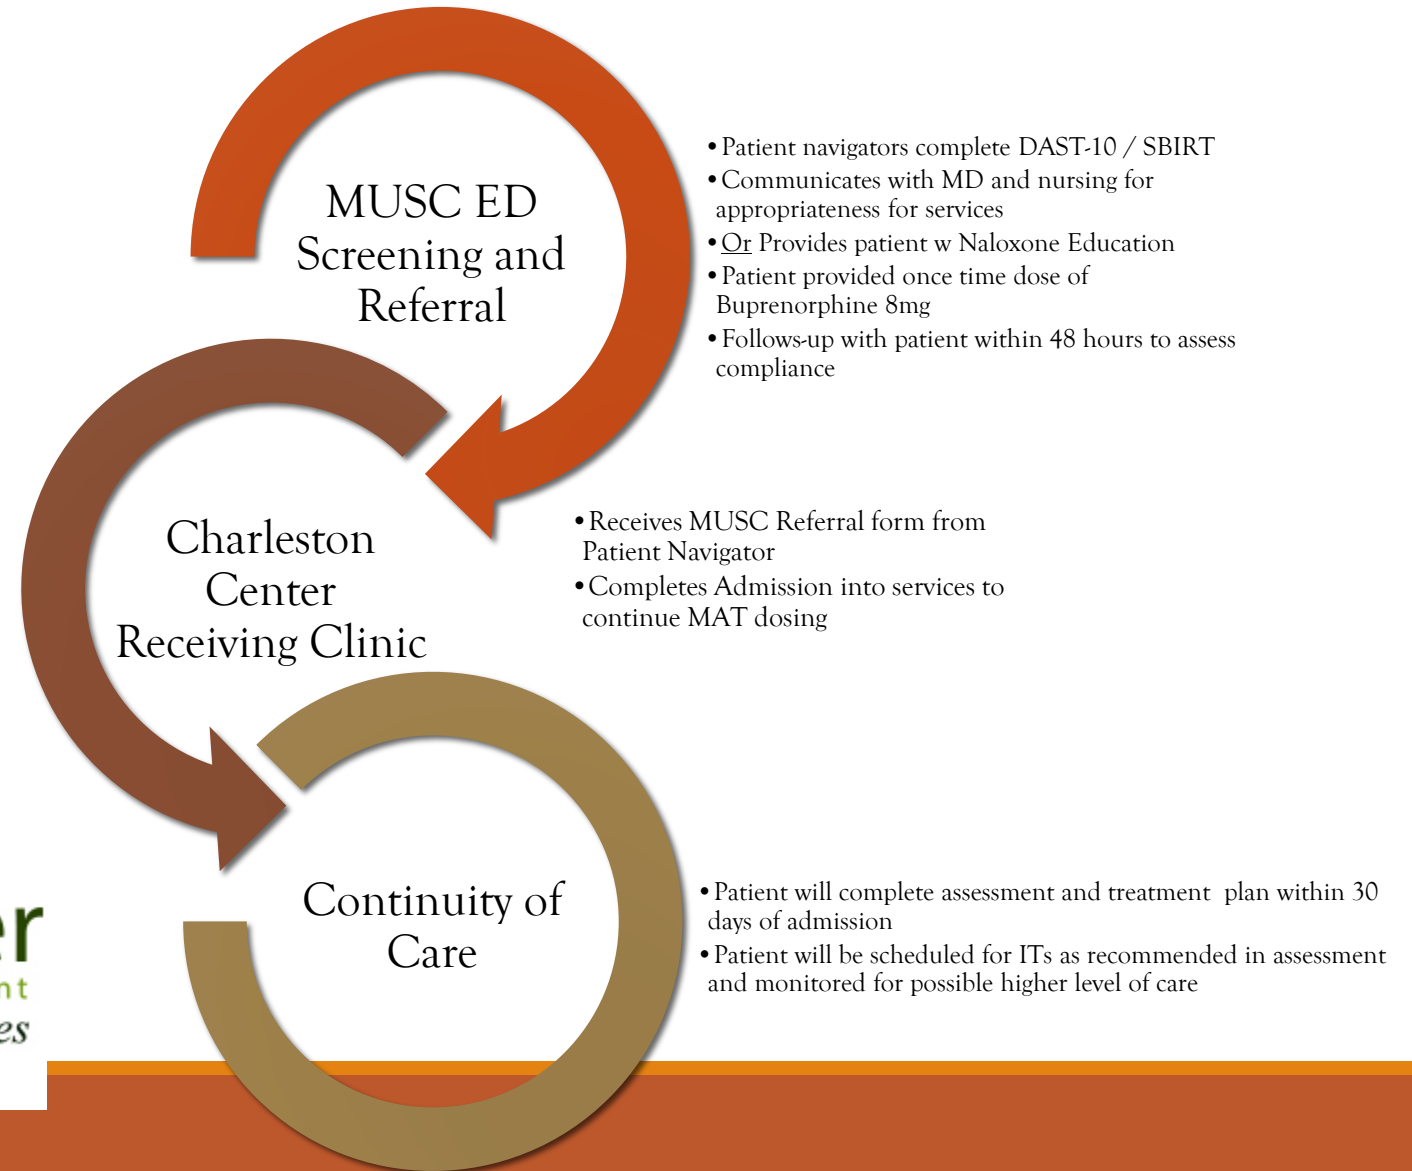 MUSC ED
Screening and
Referral
• Patient navigators complete DAST-10 / SBIRT
• Communicates with MD and nursing for
appropriateness for services
• Or Provides patient w Naloxone Education
• Patient provided once time dose of
Buprenorphine 8mg
• Follows-up with patient within 48 hours to assess
compliance
Charleston
Center
Receiving Clinic
• Receives MUSC Referral form from
Patient Navigator
• Completes Admission into services to
continue MAT dosing
Continuity of
Care
• Patient will complete assessment and treatment plan within 30
days of admission
• Patient will be scheduled for ITs as recommended in assessment
and monitored for possible higher level of care
er
nt
es